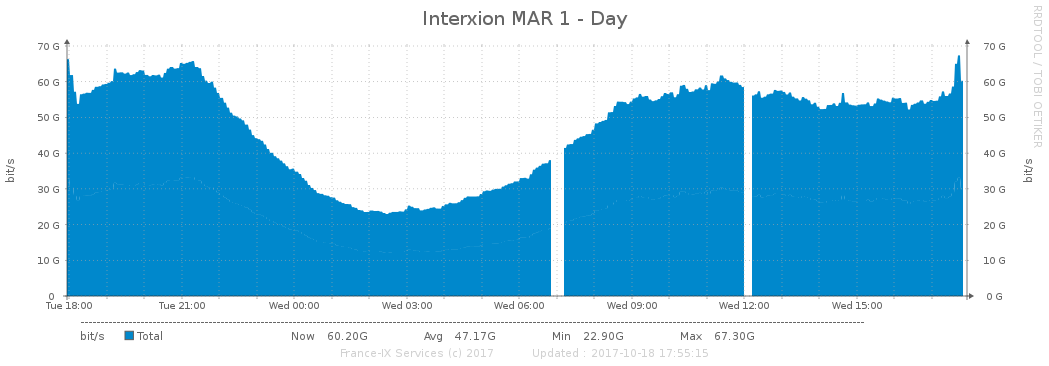 Interxion MAR 1 - Day
RRDTOOL / TOBI OETIKER
bit/s
bit/s
70 G 70 G
60 G 60 G
50 G 50 G
40 G 40 G
30 G 30 G
20 G 20 G
10 G 10 G
0 0 G
Tue 18:00 Tue 21:00 Wed 00:00 Wed 03:00 Wed 06:00 Wed 09:00 Wed 12:00 Wed 15:00
bit/s Total Now 60.20G Avg 47.17G Min 22.90G Max 67.30G
France-IX Services (c) 2017 Updated : 2017-10-18 17:55:15